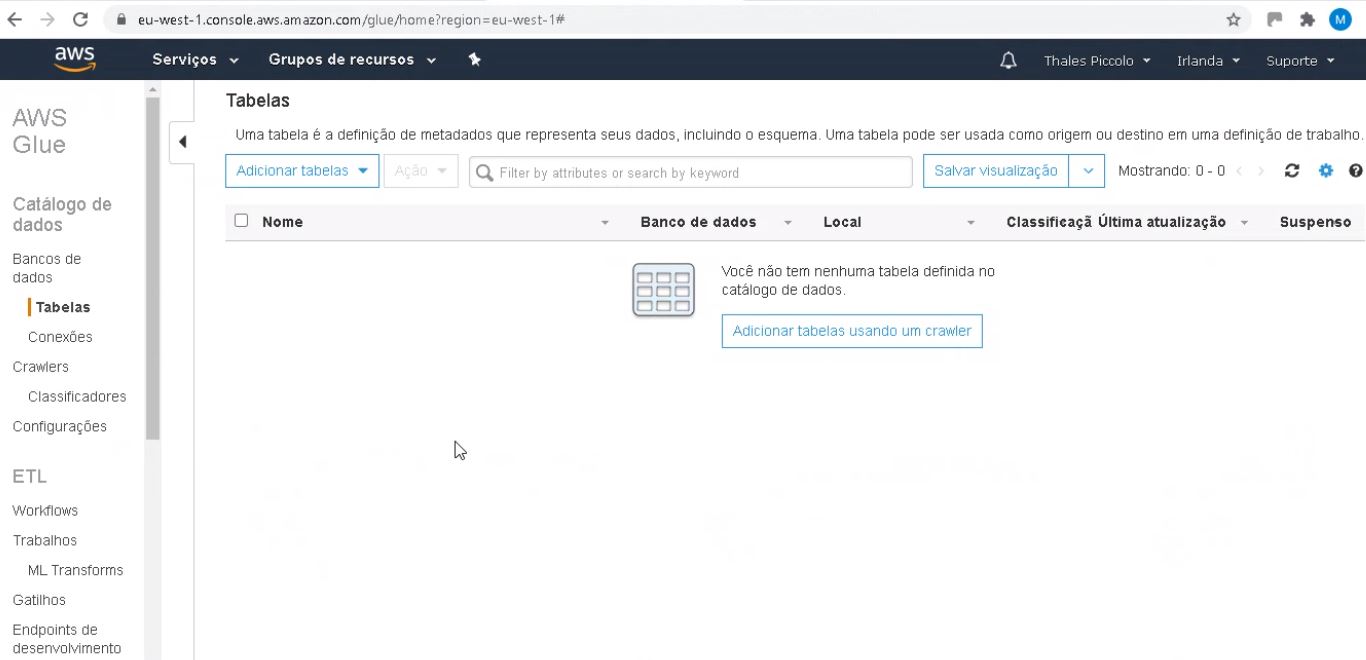 eu-west-1.console.aws.amazon.com/glue/home?region=eu-west-1#
M
aws
Serviços
Grupos de recursos
Thales Piccolo
Irlanda
Suporte
AWS
Glue
Catálogo de
dados
Bancos de
dados
Tabelas
Conexões
Crawlers
Classificadores
Configurações
ETL
Workflows
Trabalhos
ML Transforms
Gatilhos
Endpoints de
desenvolvimento
Tabelas
Uma tabela é a definição de metadados que representa seus dados, incluindo o esquema. Uma tabela pode ser usada como origem ou destino em uma definição de trabalho.
Adicionar tabelas
Ação
Filter by attributes or search by keyword
Salvar visualização
Mostrando: 0 - 0
Nome
Banco de dados
Local
Classificaçã
Última atualização
Suspenso
Você não tem nenhuma tabela definida no
catálogo de dados.
Adicionar tabelas usando um crawler